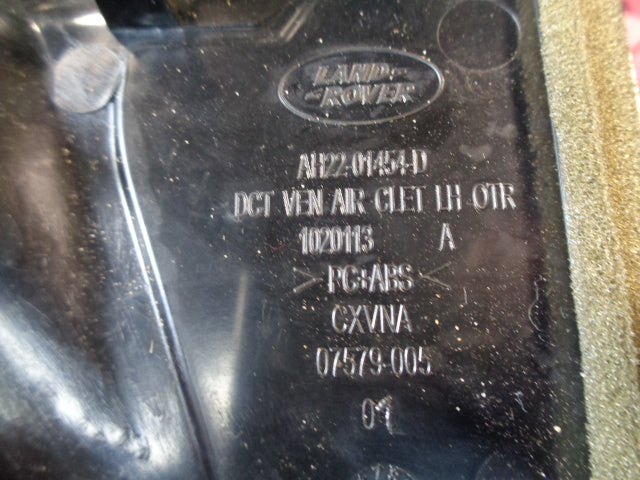 LAND
ROVER
AH22-01454-D
DCT VEN AIR CLET LH OTR
1020113 A
>PC+ABS<
CXVNA
07579-005
01